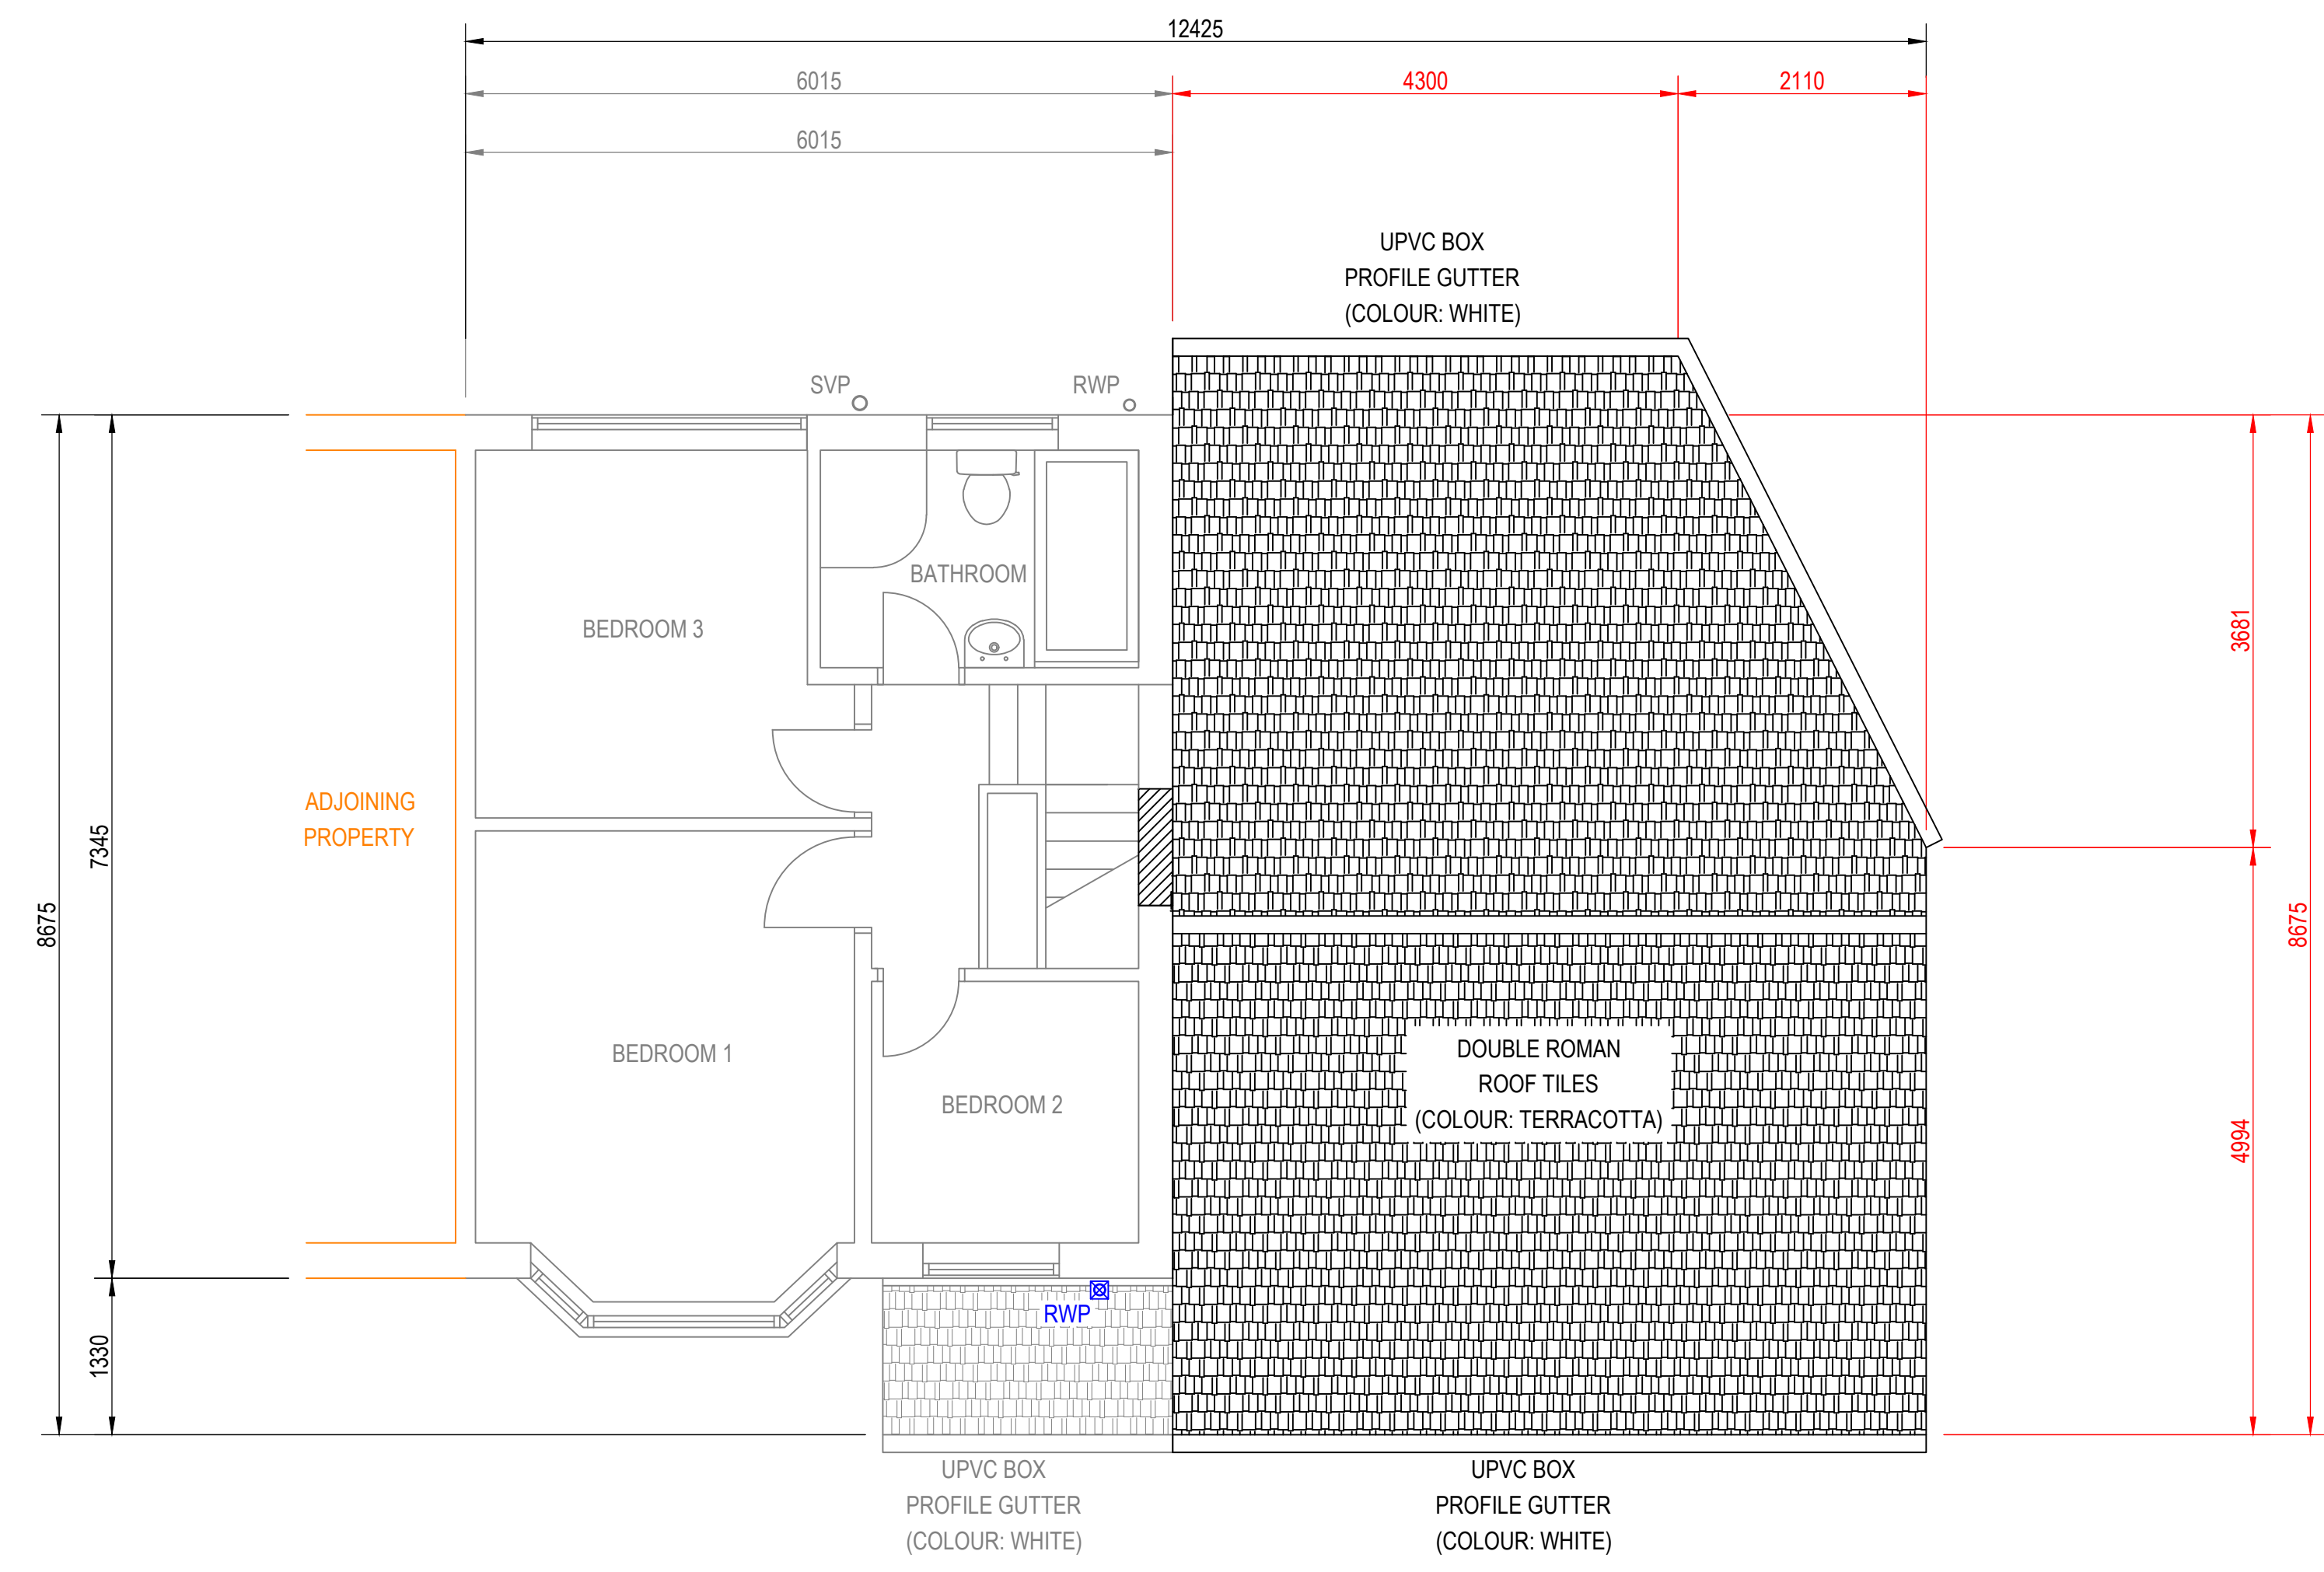 12425
6015
4300
2110
6015
UPVC BOX
PROFILE GUTTER
(COLOUR: WHITE)
SVP
RWP
BATHROOM
BEDROOM 3
3681
ADJOINING
PROPERTY
7345
8675
8675
BEDROOM 1
BEDROOM 2
DOUBLE ROMAN
ROOF TILES
(COLOUR: TERRACOTTA)
4994
RWP
1330
UPVC BOX
PROFILE GUTTER
(COLOUR: WHITE)
UPVC BOX
PROFILE GUTTER
(COLOUR: WHITE)